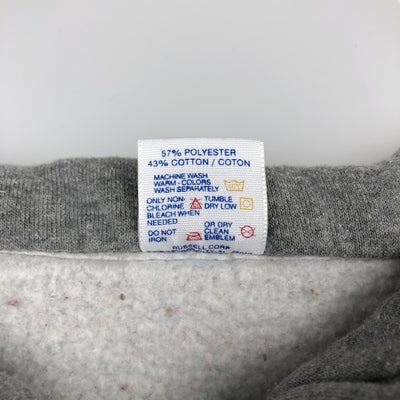 57% POLYESTER
43% COTTON / COTON
MACHINE WASH
WARM - COLORS
WASH SEPARATELY
ONLY NON-
CHLORINE
BLEACH WHEN
NEEDED
TUMBLE
DRY LOW
DO NOT
IRON
OR DRY
CLEAN
EMBLEM
RUSSELL CORP